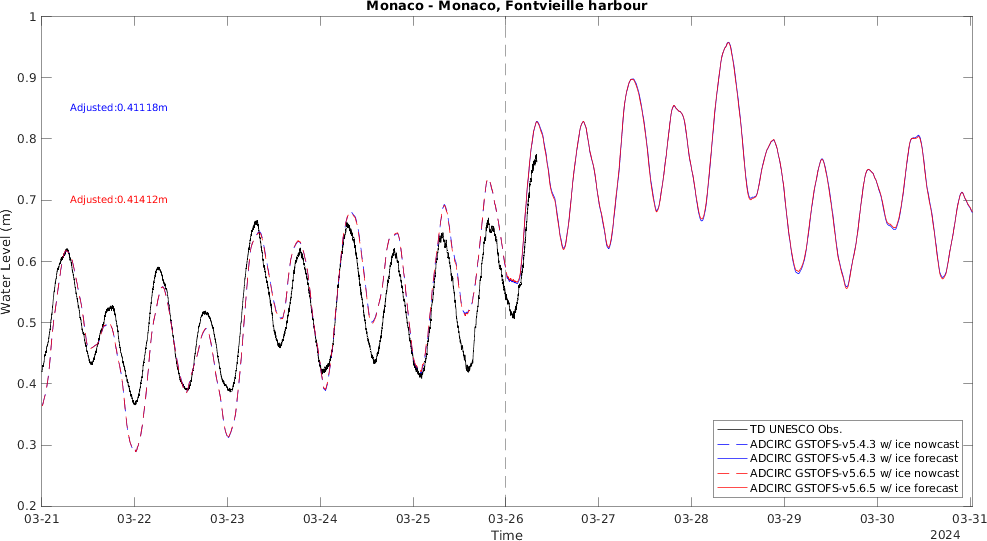 Monaco - Monaco, Fontvieille harbour
1
0.9
0.8
0.7
0.6
0.5
0.4
0.3
0.2
Water Level (m)
Adjusted:0.41118m
Adjusted:0.41412m
TD UNESCO Obs.
ADCIRC GSTOFS-v5.4.3 w/ ice nowcast
ADCIRC GSTOFS-v5.4.3 w/ ice forecast
ADCIRC GSTOFS-v5.6.5 w/ ice nowcast
ADCIRC GSTOFS-v5.6.5 w/ ice forecast
03-21 03-22 03-23 03-24 03-25 03-26 03-27 03-28 03-29 03-30 03-31
Time
2024